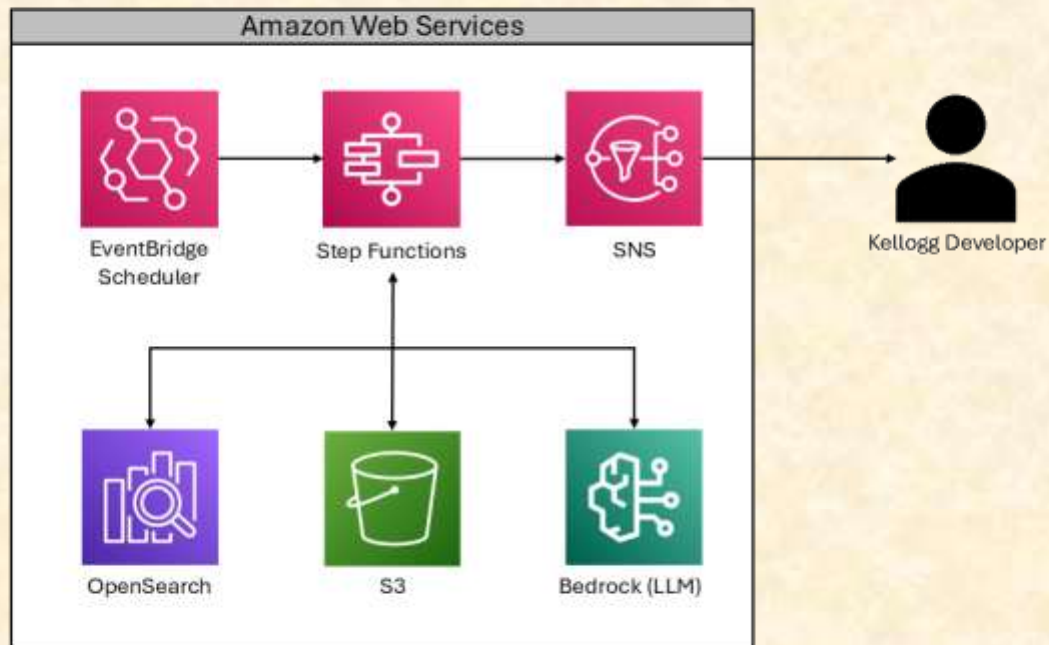 Amazon Web Services
EventBridge
Scheduler
Step Functions
SNS
Kellogg Developer
OpenSearch
S3
Bedrock (LLM)